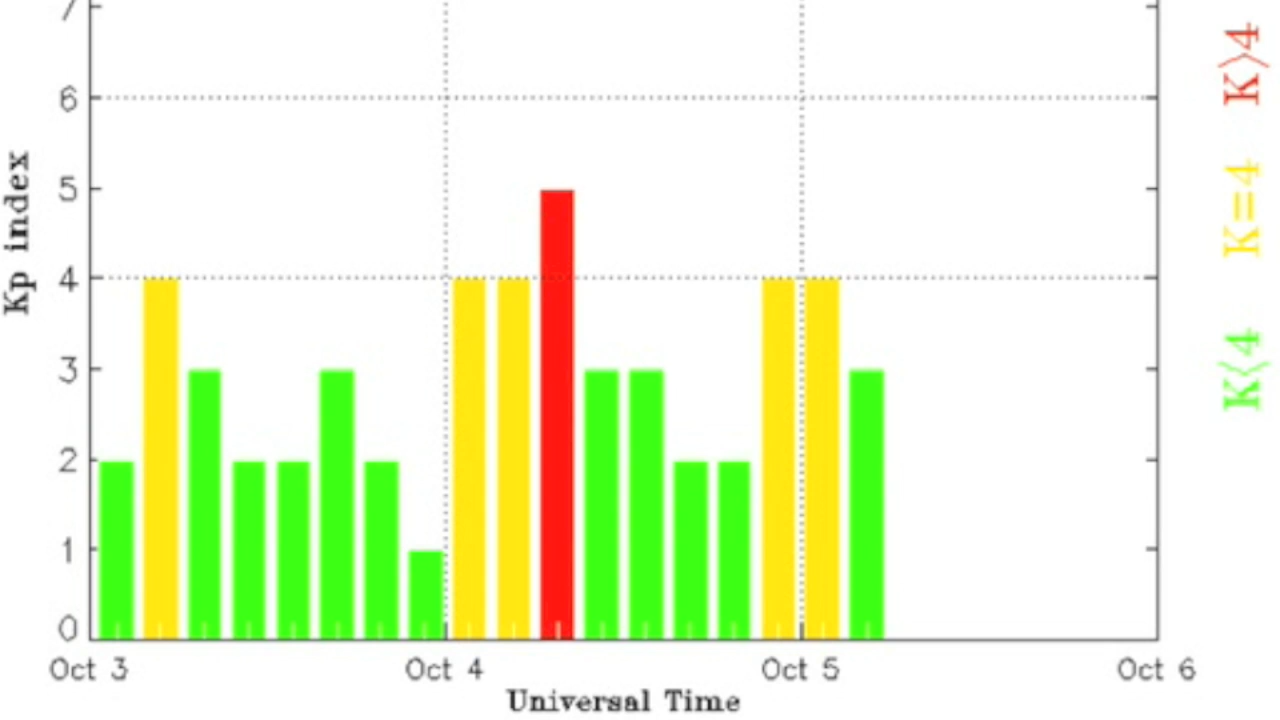 7
6
5
4
3
2
1
0
Kp index
Oct 3
Oct 4
Oct 5
Oct 6
Universal Time
K>4
K=4
K<4